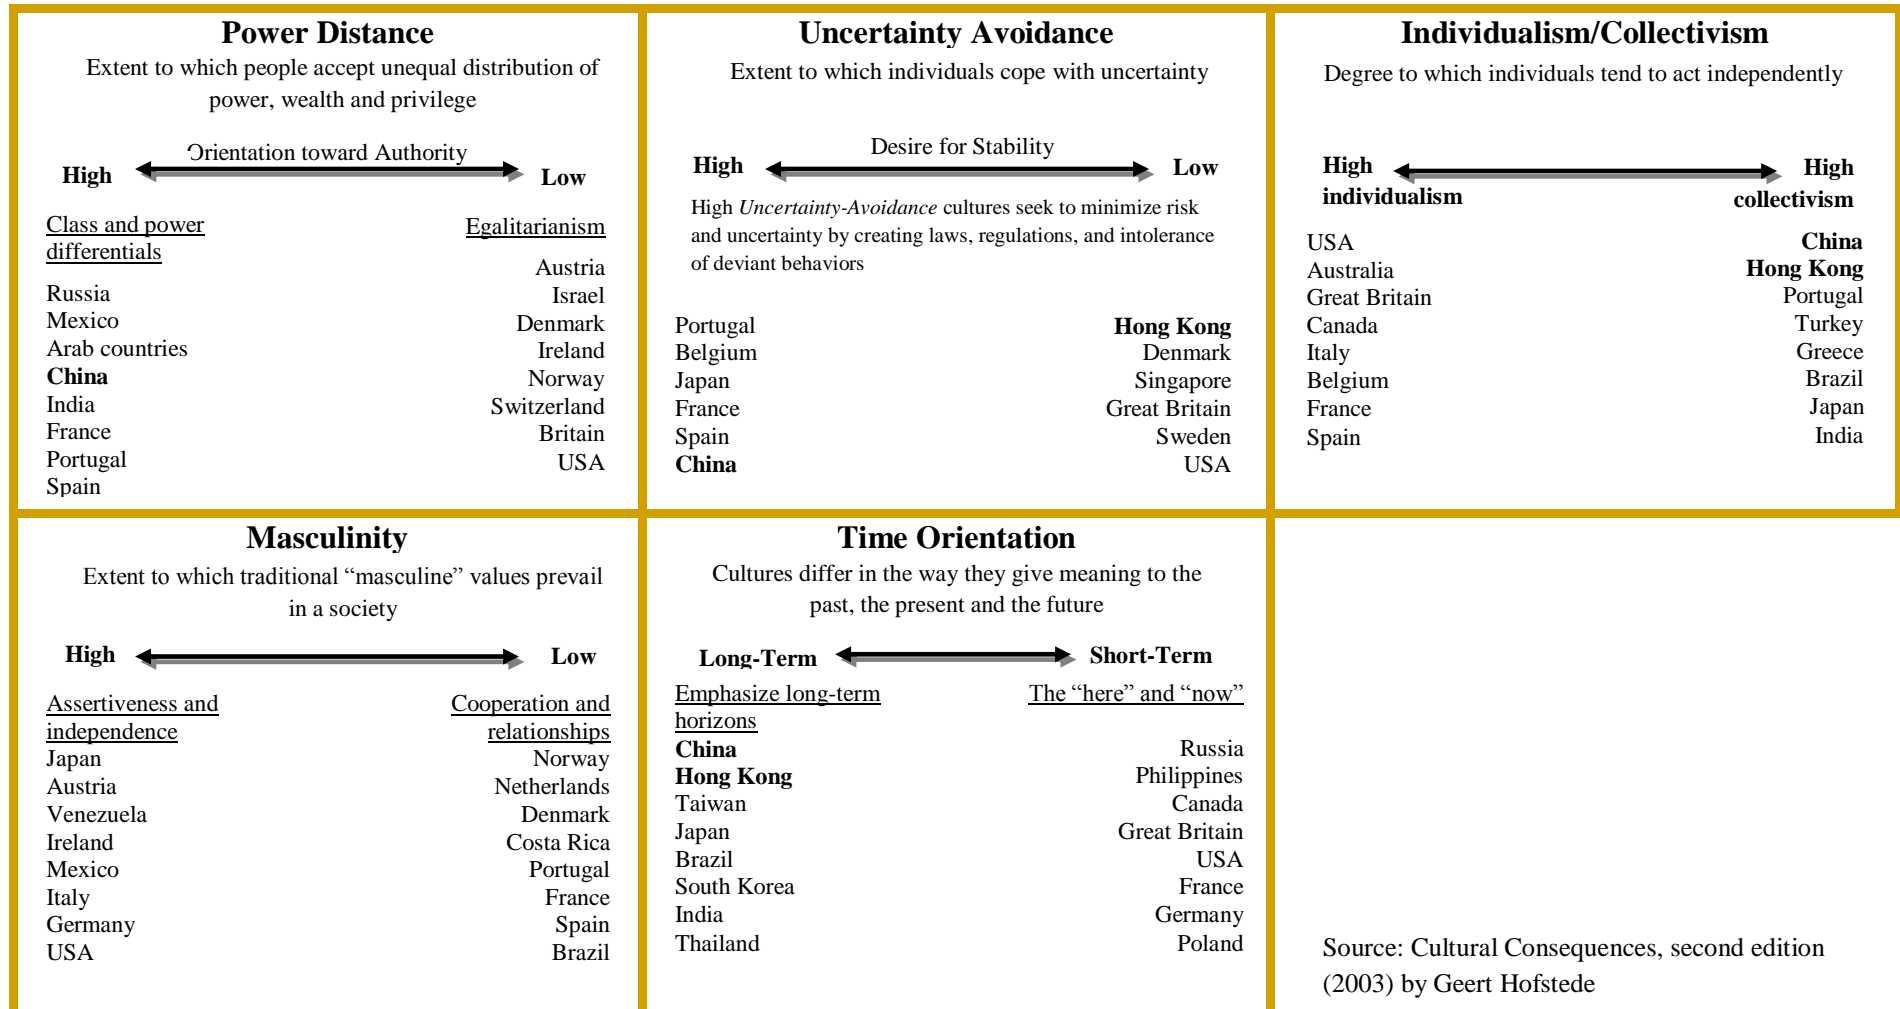 Power Distance
Extent to which people accept unequal distribution of
power, wealth and privilege
Orientation toward Authority
High
Low
Class and power
differentials
Russia
Mexico
Arab countries
China
India
France
Portugal
Spain
Egalitarianism
Austria
Israel
Denmark
Ireland
Norway
Switzerland
Britain
USA
Uncertainty Avoidance
Extent to which individuals cope with uncertainty
Desire for Stability
High
Low
High Uncertainty-Avoidance cultures seek to minimize risk
and uncertainty by creating laws, regulations, and intolerance
of deviant behaviors
Portugal
Belgium
Japan
France
Spain
China
Hong Kong
Denmark
Singapore
Great Britain
Sweden
USA
Individualism/Collectivism
Degree to which individuals tend to act independently
High
individualism
High
collectivism
USA
Australia
Great Britain
Canada
Italy
Belgium
France
Spain
China
Hong Kong
Portugal
Turkey
Greece
Brazil
Japan
India
Masculinity
Extent to which traditional “masculine” values prevail
in a society
High
Low
Assertiveness and
independence
Japan
Austria
Venezuela
Ireland
Mexico
Italy
Germany
USA
Cooperation and
relationships
Norway
Netherlands
Denmark
Costa Rica
Portugal
France
Spain
Brazil
Time Orientation
Cultures differ in the way they give meaning to the
past, the present and the future
Long-Term
Short-Term
Emphasize long-term
horizons
China
Hong Kong
Taiwan
Japan
Brazil
South Korea
India
Thailand
The “here” and “now”
Russia
Philippines
Canada
Great Britain
USA
France
Germany
Poland
Source: Cultural Consequences, second edition
(2003) by Geert Hofstede